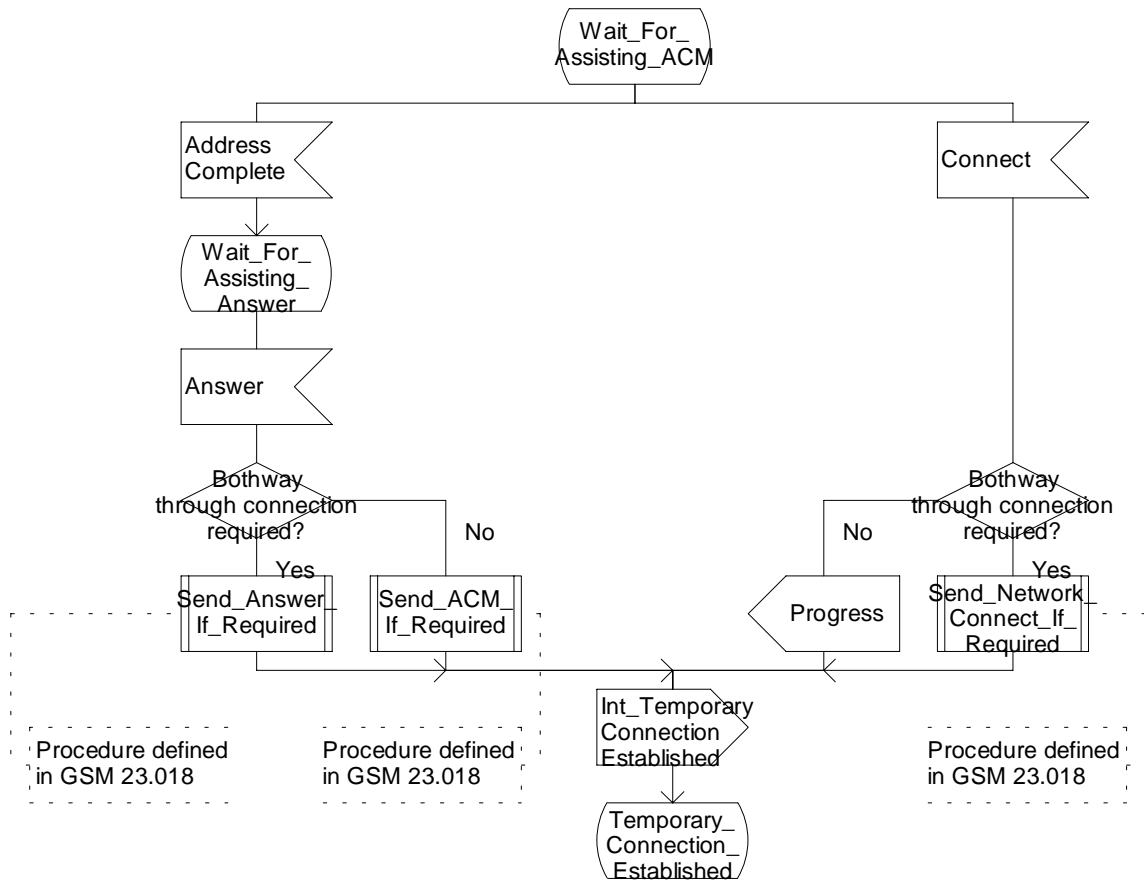 Wait_For_
Assisting_ACM
Address
Complete
Connect
Wait_For_
Assisting_
Answer
Answer
Bothway
through connection
required?
Bothway
through connection
required?
No
No
Yes
Yes
Send_Answer_
If_Required
Send_ACM_
If_Required
Progress
Send_Network_
Connect_If_
Required
Int_Temporary
Connection
Established
Procedure defined
in GSM 23.018
Procedure defined
in GSM 23.018
Procedure defined
in GSM 23.018
Temporary_
Connection_
Established